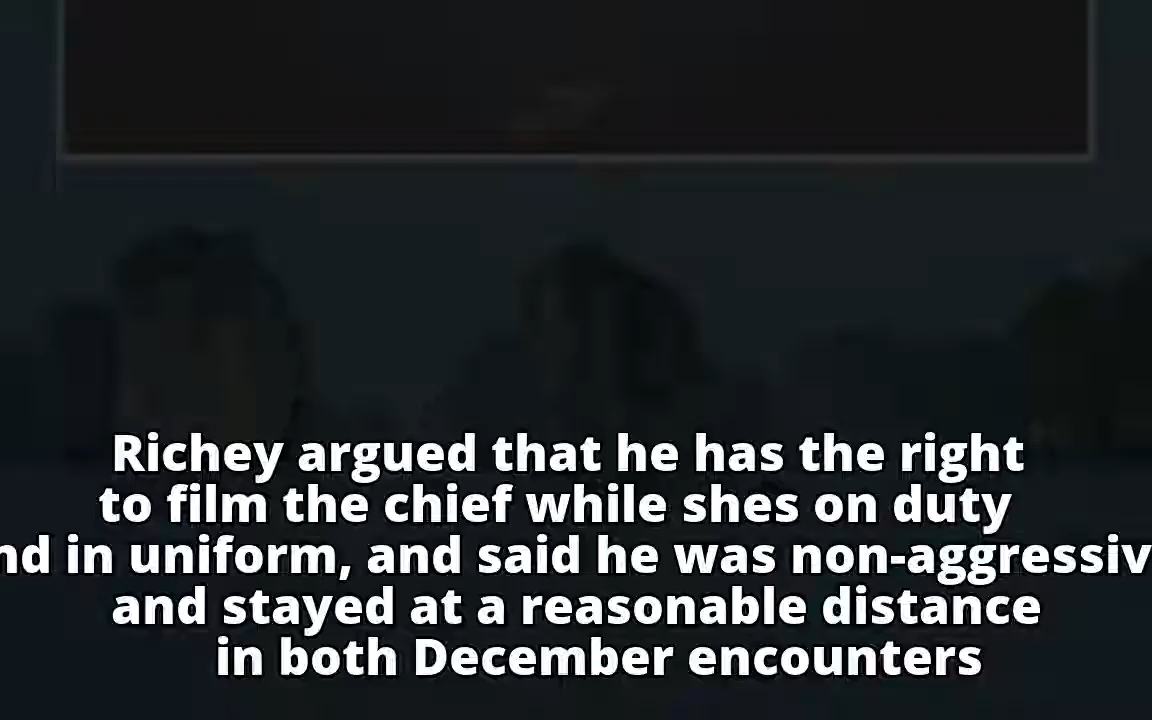 Richey argued that he has the right
to film the chief while shes on duty
nd in uniform, and said he was non-aggressiv
and stayed at a reasonable distance
in both December encounters